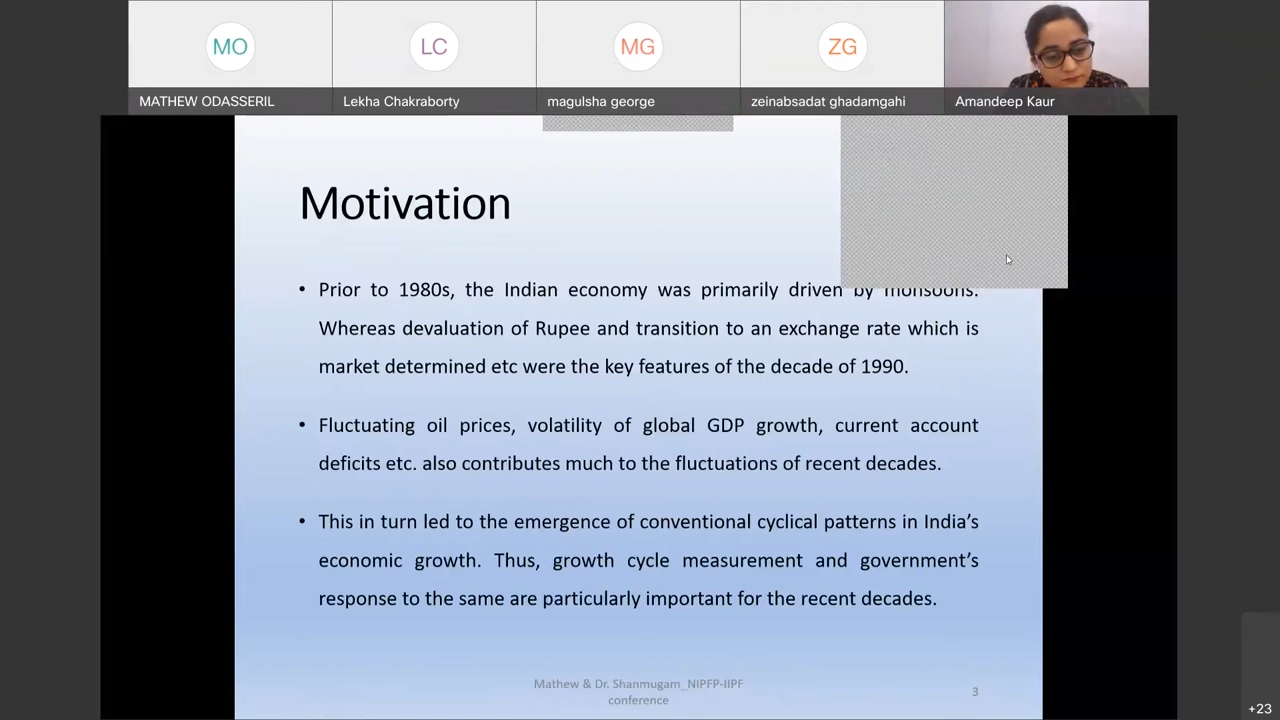 MO
LC
MG
ZG
MATHEW ODASSERIL
Lekha Chakraborty
magulsha george
zeinabsadat ghadamgahi
Amandeep Kaur
Motivation
• Prior to 1980s, the Indian economy was primarily driven by monsoons.
Whereas devaluation of Rupee and transition to an exchange rate which is
market determined etc were the key features of the decade of 1990.
• Fluctuating oil prices, volatility of global GDP growth, current account
deficits etc. also contributes much to the fluctuations of recent decades.
• This in turn led to the emergence of conventional cyclical patterns in India’s
economic growth. Thus, growth cycle measurement and government’s
response to the same are particularly important for the recent decades.
Mathew & Dr. Shanmugam_NIPFP-IIPF
conference
3
+23